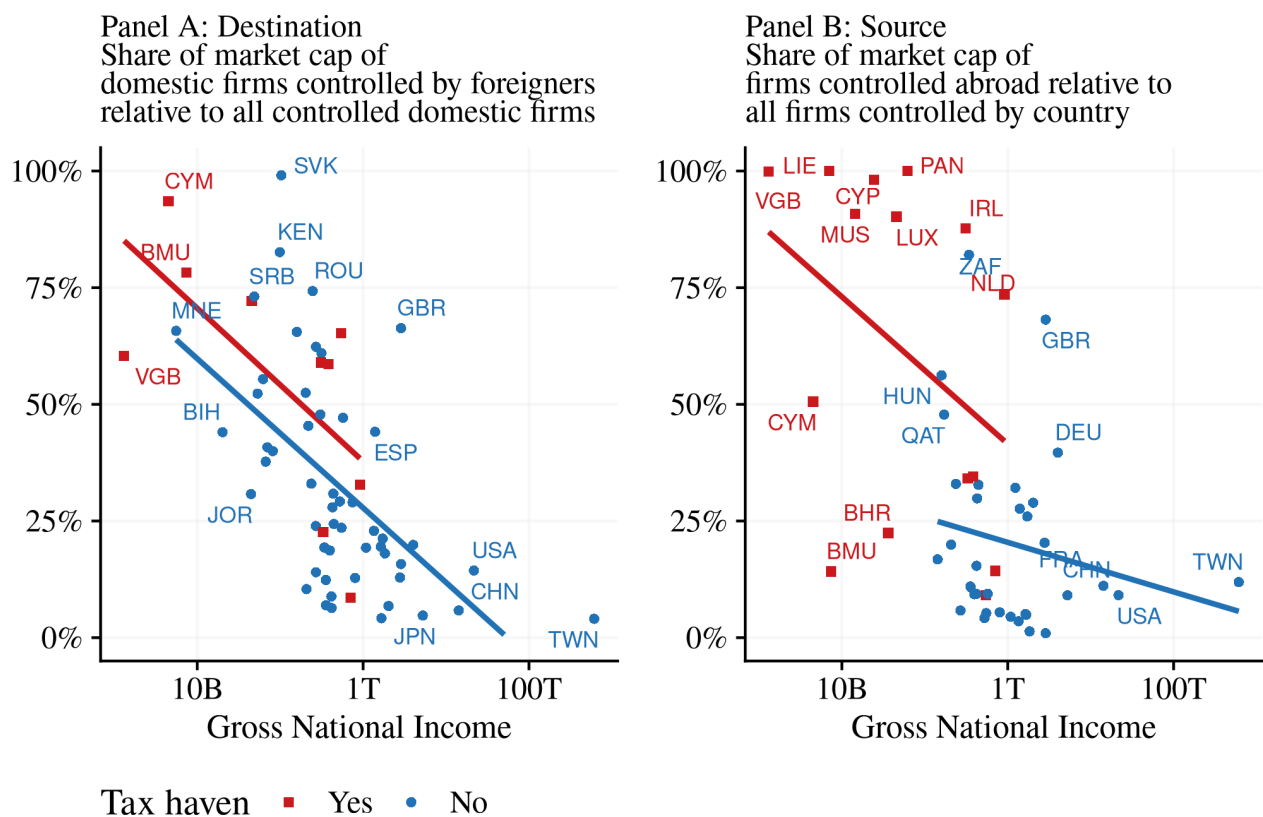 Panel A: Destination
Share of market cap of
domestic firms controlled by foreigners
relative to all controlled domestic firms
100%
75%
50%
25%
0%
SVK
CYM
KEN
BMU
SRB
ROU
MNE
GBR
VGB
BIH
ESP
JOR
USA
CHN
JPN
TWN
10B
1T
100T
Gross National Income
Panel B: Source
Share of market cap of
firms controlled abroad relative to
all firms controlled by country
100%
75%
50%
25%
0%
LIE
PAN
VGB
CYP
MUS
LUX
IRL
ZAF
NLD
GBR
HUN
CYM
QAT
DEU
BHR
BMU
FRA
CHN
TWN
USA
10B
1T
100T
Gross National Income
Tax haven
Yes
No